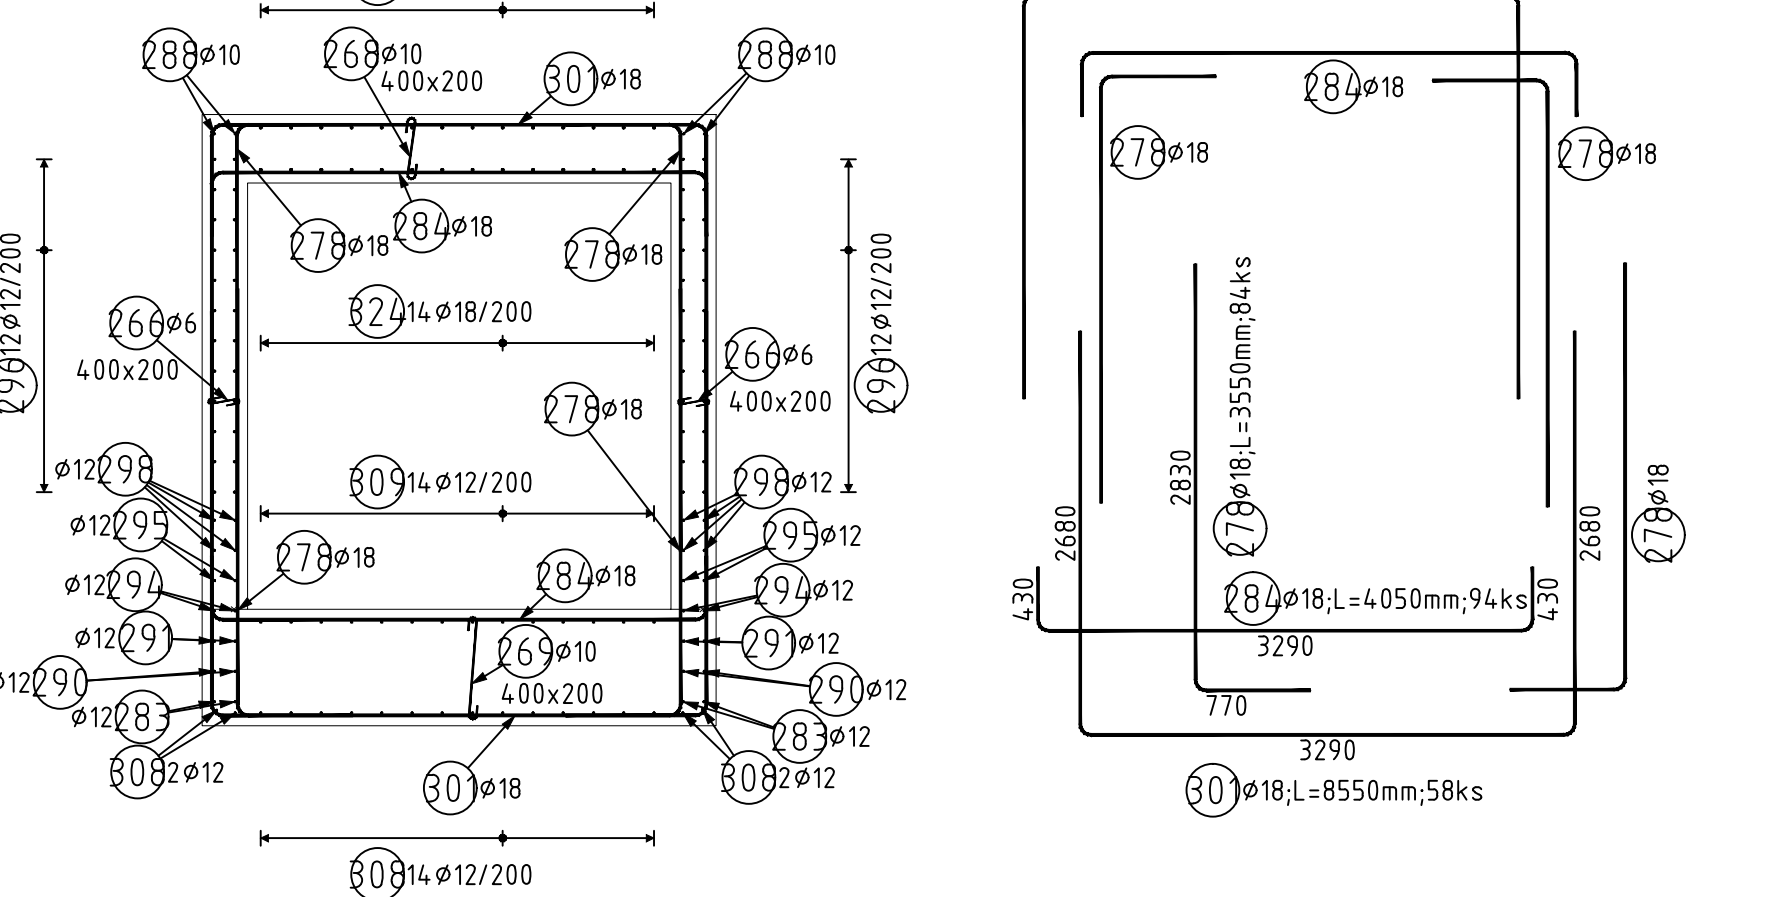 288ø10
268ø10
400x200
301ø18
288ø10
284ø18
278ø18
278ø18
278ø18
284ø18
278ø18
296 12ø12/200
296 12ø12/200
324 14ø18/200
266ø6
400x200
266ø6
400x200
278ø18
ø12 298
309 14ø12/200
298ø12
ø12 295
295ø12
278ø18
284ø18
ø12 294
294ø12
ø12 291
269ø10
400x200
291ø12
ø12 290
290ø12
ø12 283
283ø12
308 2ø12
301ø18
308 2ø12
308 14ø12/200
278ø18;L=3550mm;84ks
2830
2680
2680
278ø18
430
284ø18;L=4050mm;94ks
430
3290
770
3290
301ø18;L=8550mm;58ks